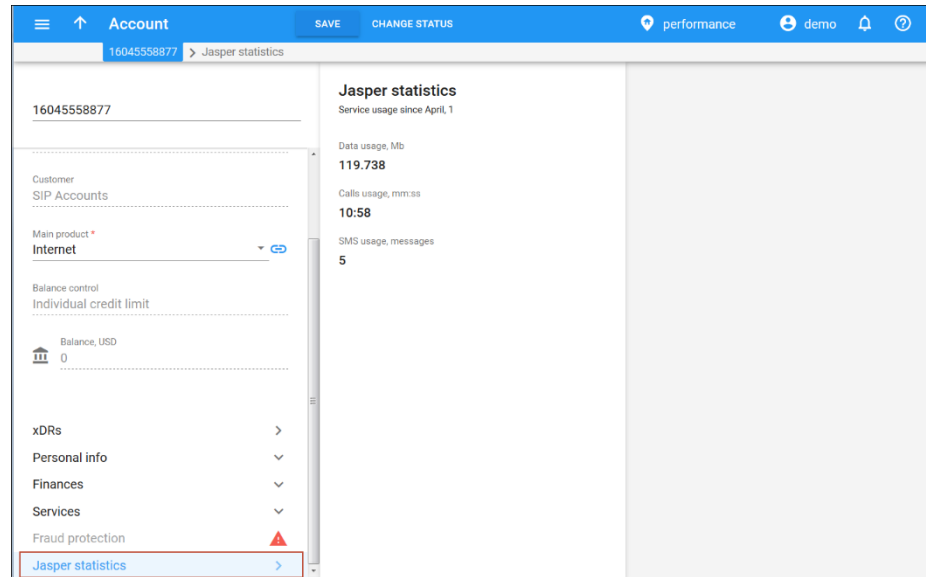 Account
SAVE
CHANGE STATUS
performance
demo
16045558877
Jasper statistics
16045558877
Customer
SIP Accounts
Main product *
Internet
Balance control
Individual credit limit
Balance, USD
0
xDRs
Personal info
Finances
Services
Fraud protection
Jasper statistics
Jasper statistics
Service usage since April, 1
Data usage, Mb
119.738
Calls usage, mm:ss
10:58
SMS usage, messages
5